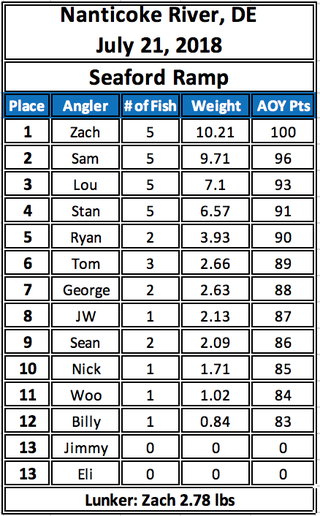 Nanticoke River, DE
July 21, 2018
Seaford Ramp
Place Angler # of Fish Weight AOY Pts
1 Zach 5 10.21 100
2 Sam 5 9.71 96
3 Lou 5 7.1 93
4 Stan 5 6.57 91
5 Ryan 2 3.93 90
6 Tom 3 2.66 89
7 George 2 2.63 88
8 JW 1 2.13 87
9 Sean 2 2.09 86
10 Nick 1 1.71 85
11 Woo 1 1.02 84
12 Billy 1 0.84 83
13 Jimmy 0 0 0
13 Eli 0 0 0
Lunker: Zach 2.78 lbs